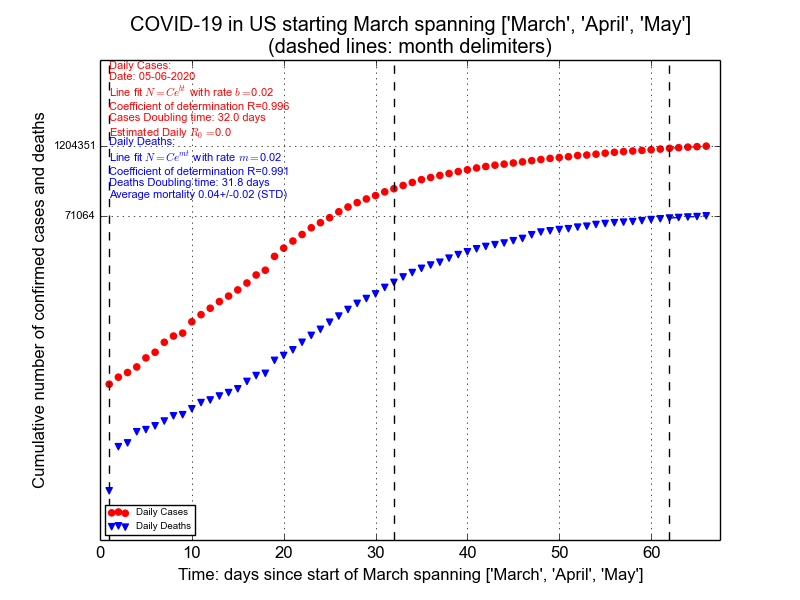 COVID-19 in US starting March spanning ['March', 'April', 'May']
(dashed lines: month delimiters)
Daily Cases:
Date: 05-06-2020
Line fit N = Ce^{bt} with rate b =0.02
Coefficient of determination R=0.996
Cases Doubling time: 32.0 days
Estimated Daily R_0 =0.0
Daily Deaths:
Line fit N = Ce^{mt} with rate m =0.02
Coefficient of determination R=0.991
Deaths Doubling time: 31.8 days
Average mortality 0.04+/-0.02 (STD)
1204351
71064
Cumulative number of confirmed cases and deaths
Daily Cases
Daily Deaths
0 10 20 30 40 50 60
Time: days since start of March spanning ['March', 'April', 'May']